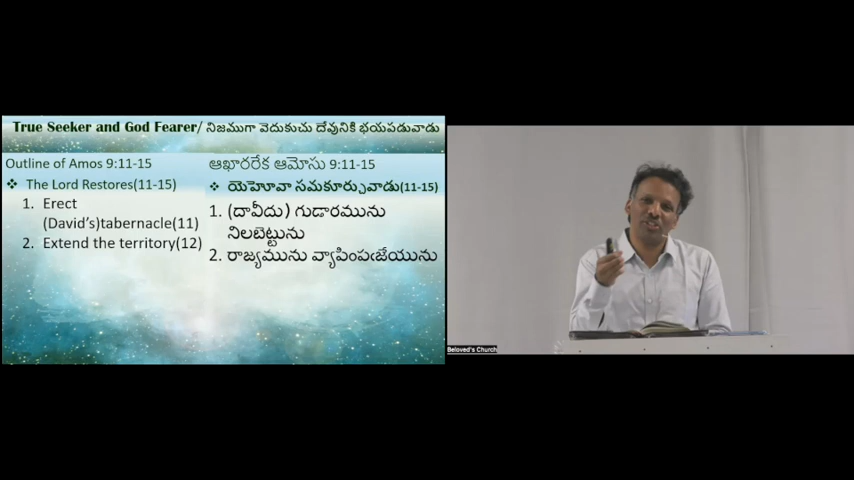 True Seeker and God Fearer/ నిజముగా వెదుకుచు దేవునికి భయపడువాడు
Outline of Amos 9:11-15
❖ The Lord Restores(11-15)
1. Erect
(David's)tabernacle(11)
2. Extend the territory(12)
ఆఖారరేక ఆమోసు 9:11-15
❖ యెహోవా సమకూర్చువాడు(11-15)
1. (దావీదు) గుడారమును
నిలబెట్టును
2. రాజ్యమును వ్యాపింపఁజేయును
Beloved's Church